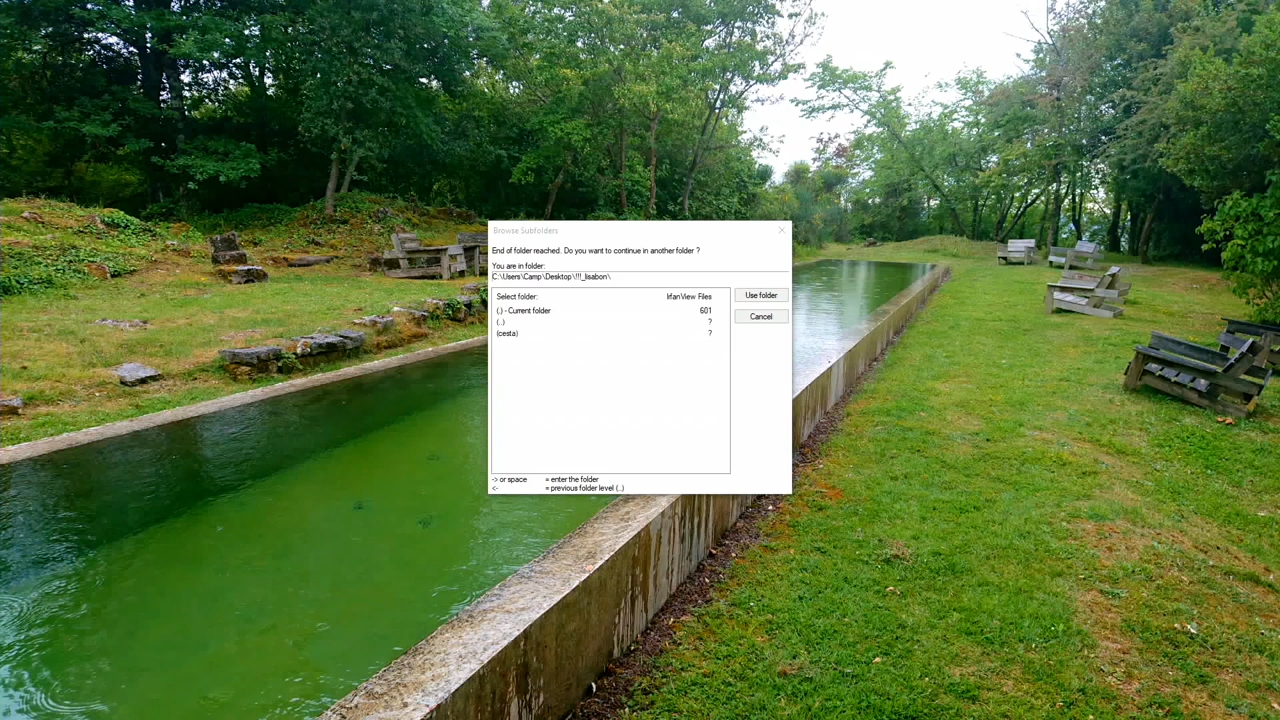 Browse Subfolders
End of folder reached. Do you want to continue in another folder ?
You are in folder:
C:\Users\Camp\Desktop\!!!_lisabon\
Select folder: IrfanView Files
(.) - Current folder 601
(..) ?
(cesta) ?
Use folder
Cancel
-> or space = enter the folder
<- = previous folder level (..)